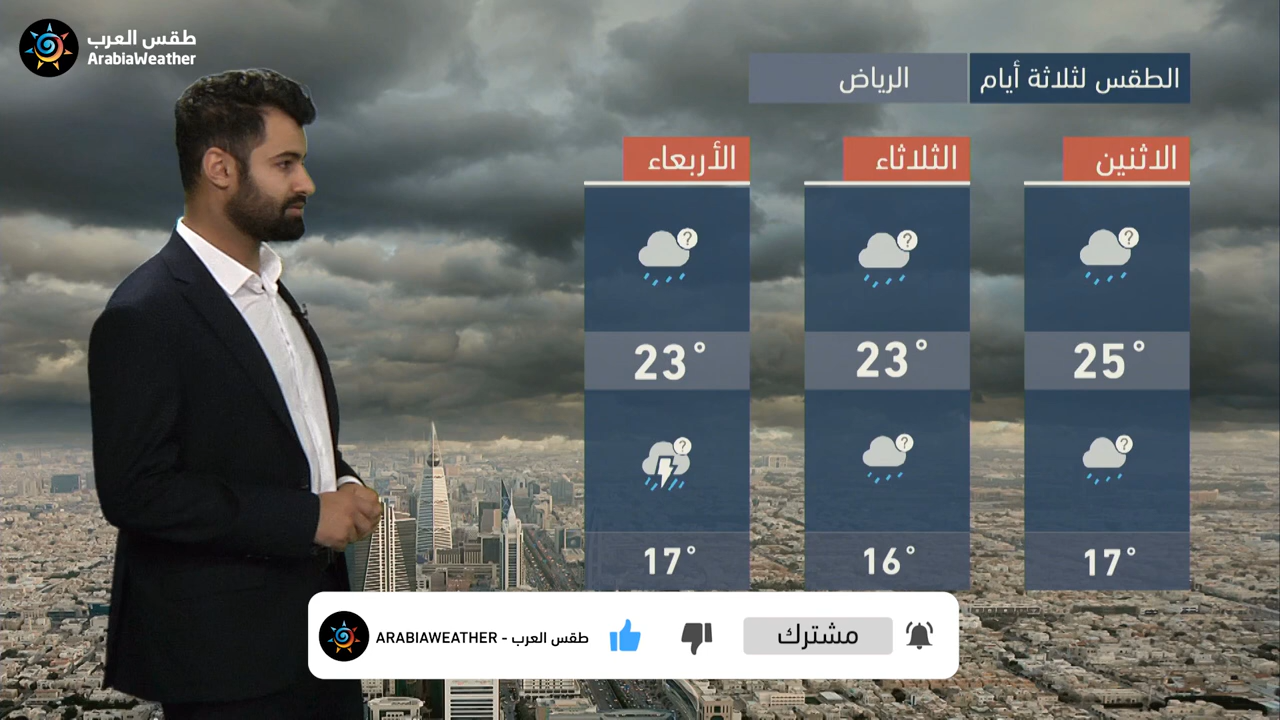 طقس العرب
ArabiaWeather
الطقس لثلاثة أيام
الرياض
الاثنين
الثلاثاء
الأربعاء
?
?
?
25°
23°
23°
?
?
?
17°
16°
17°
ARABIAWEATHER - طقس العرب
مشترك